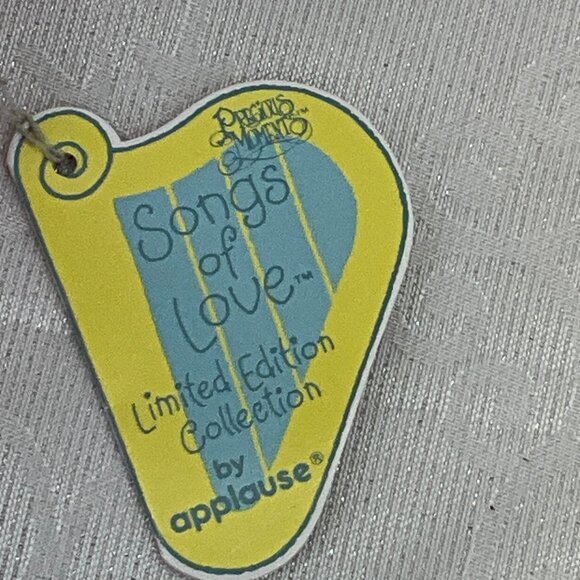 PRECIOUS
MOMENTS™
Songs
of
Love™
Limited Edition
Collection
by
applause®